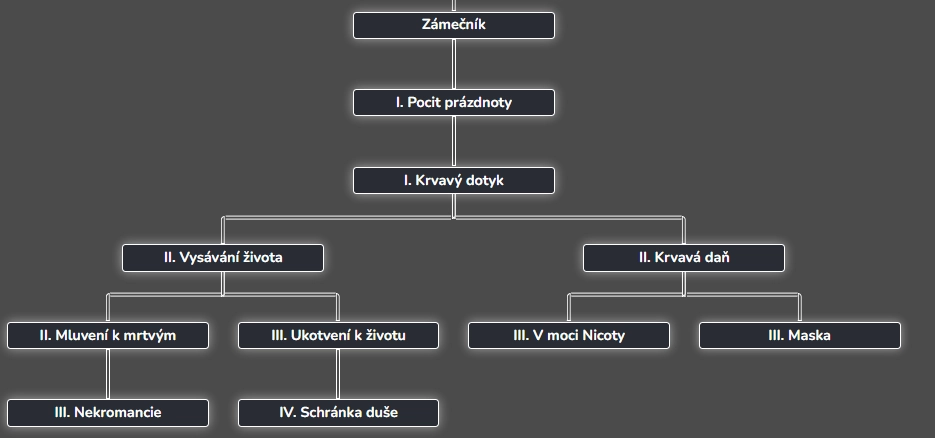 Zámečník
I. Pocit prázdnoty
I. Krvavý dotyk
II. Vysávání života
II. Krvavá daň
II. Mluvení k mrtvým
III. Ukotvení k životu
III. V moci Nicoty
III. Maska
III. Nekromancie
IV. Schránka duše